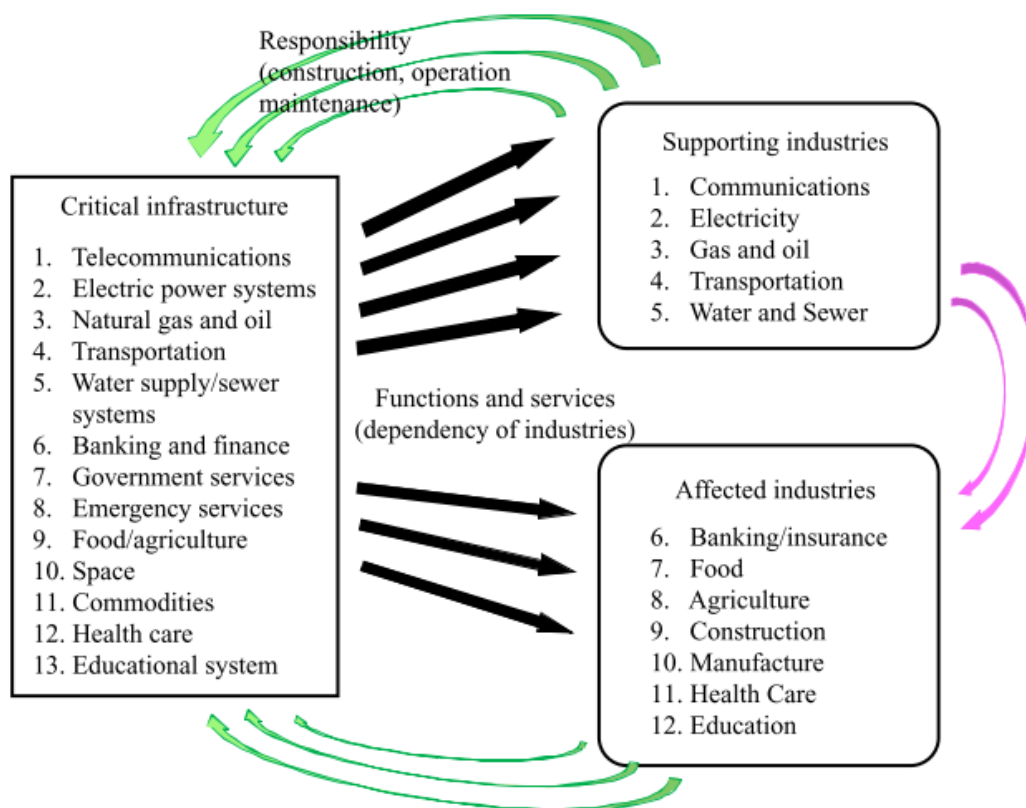 Responsibility
(construction, operation
maintenance)
Critical infrastructure
1. Telecommunications
2. Electric power systems
3. Natural gas and oil
4. Transportation
5. Water supply/sewer
systems
6. Banking and finance
7. Government services
8. Emergency services
9. Food/agriculture
10. Space
11. Commodities
12. Health care
13. Educational system
Functions and services
(dependency of industries)
Supporting industries
1. Communications
2. Electricity
3. Gas and oil
4. Transportation
5. Water and Sewer
Affected industries
6. Banking/insurance
7. Food
8. Agriculture
9. Construction
10. Manufacture
11. Health Care
12. Education